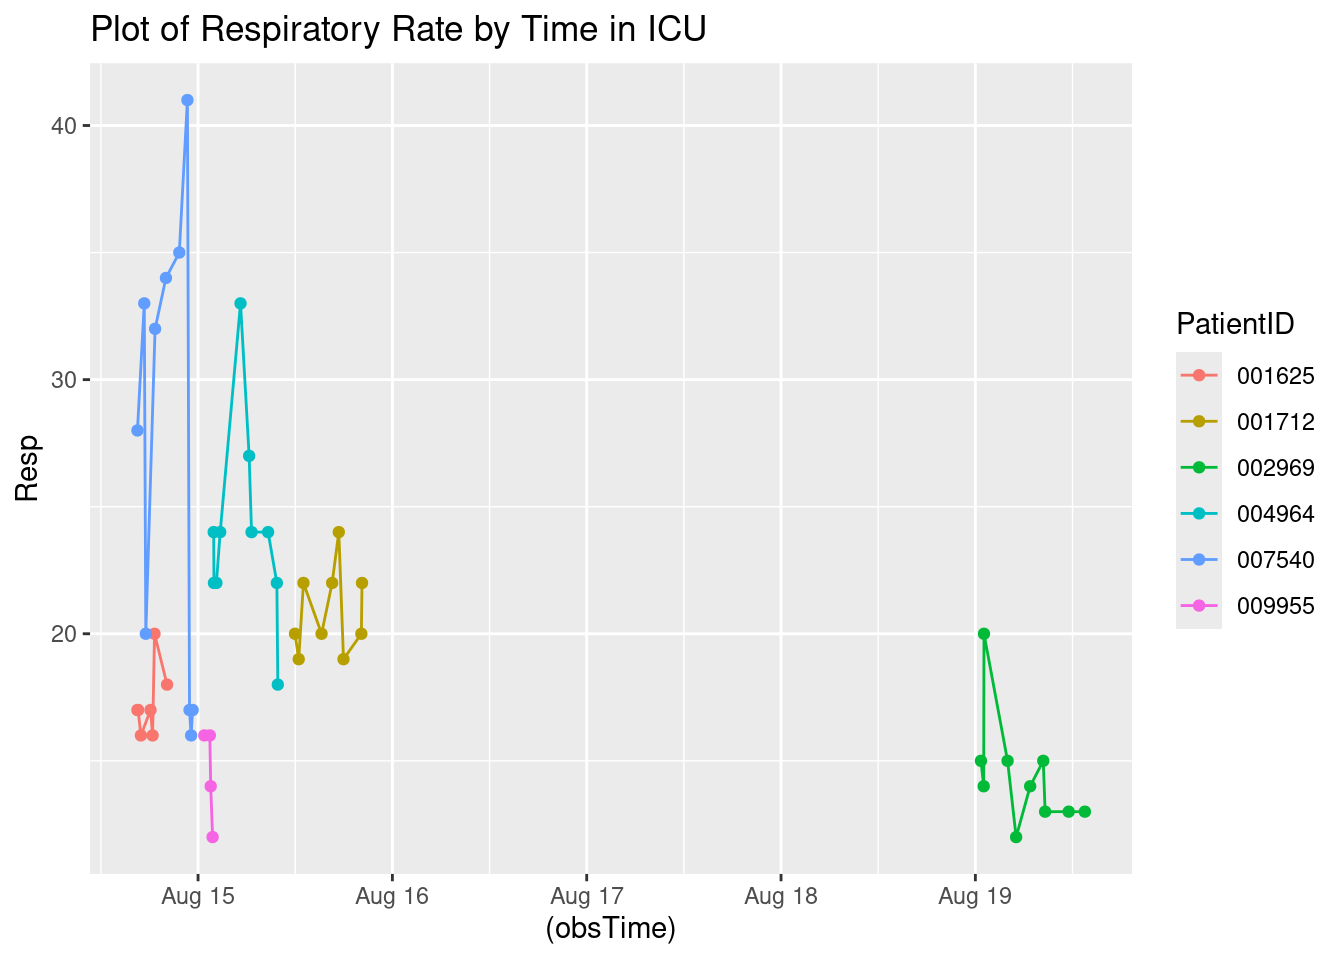 Plot of Respiratory Rate by Time in ICU
40
30
20
Resp
Aug 15
Aug 16
Aug 17
Aug 18
Aug 19
(obsTime)
PatientID
001625
001712
002969
004964
007540
009955